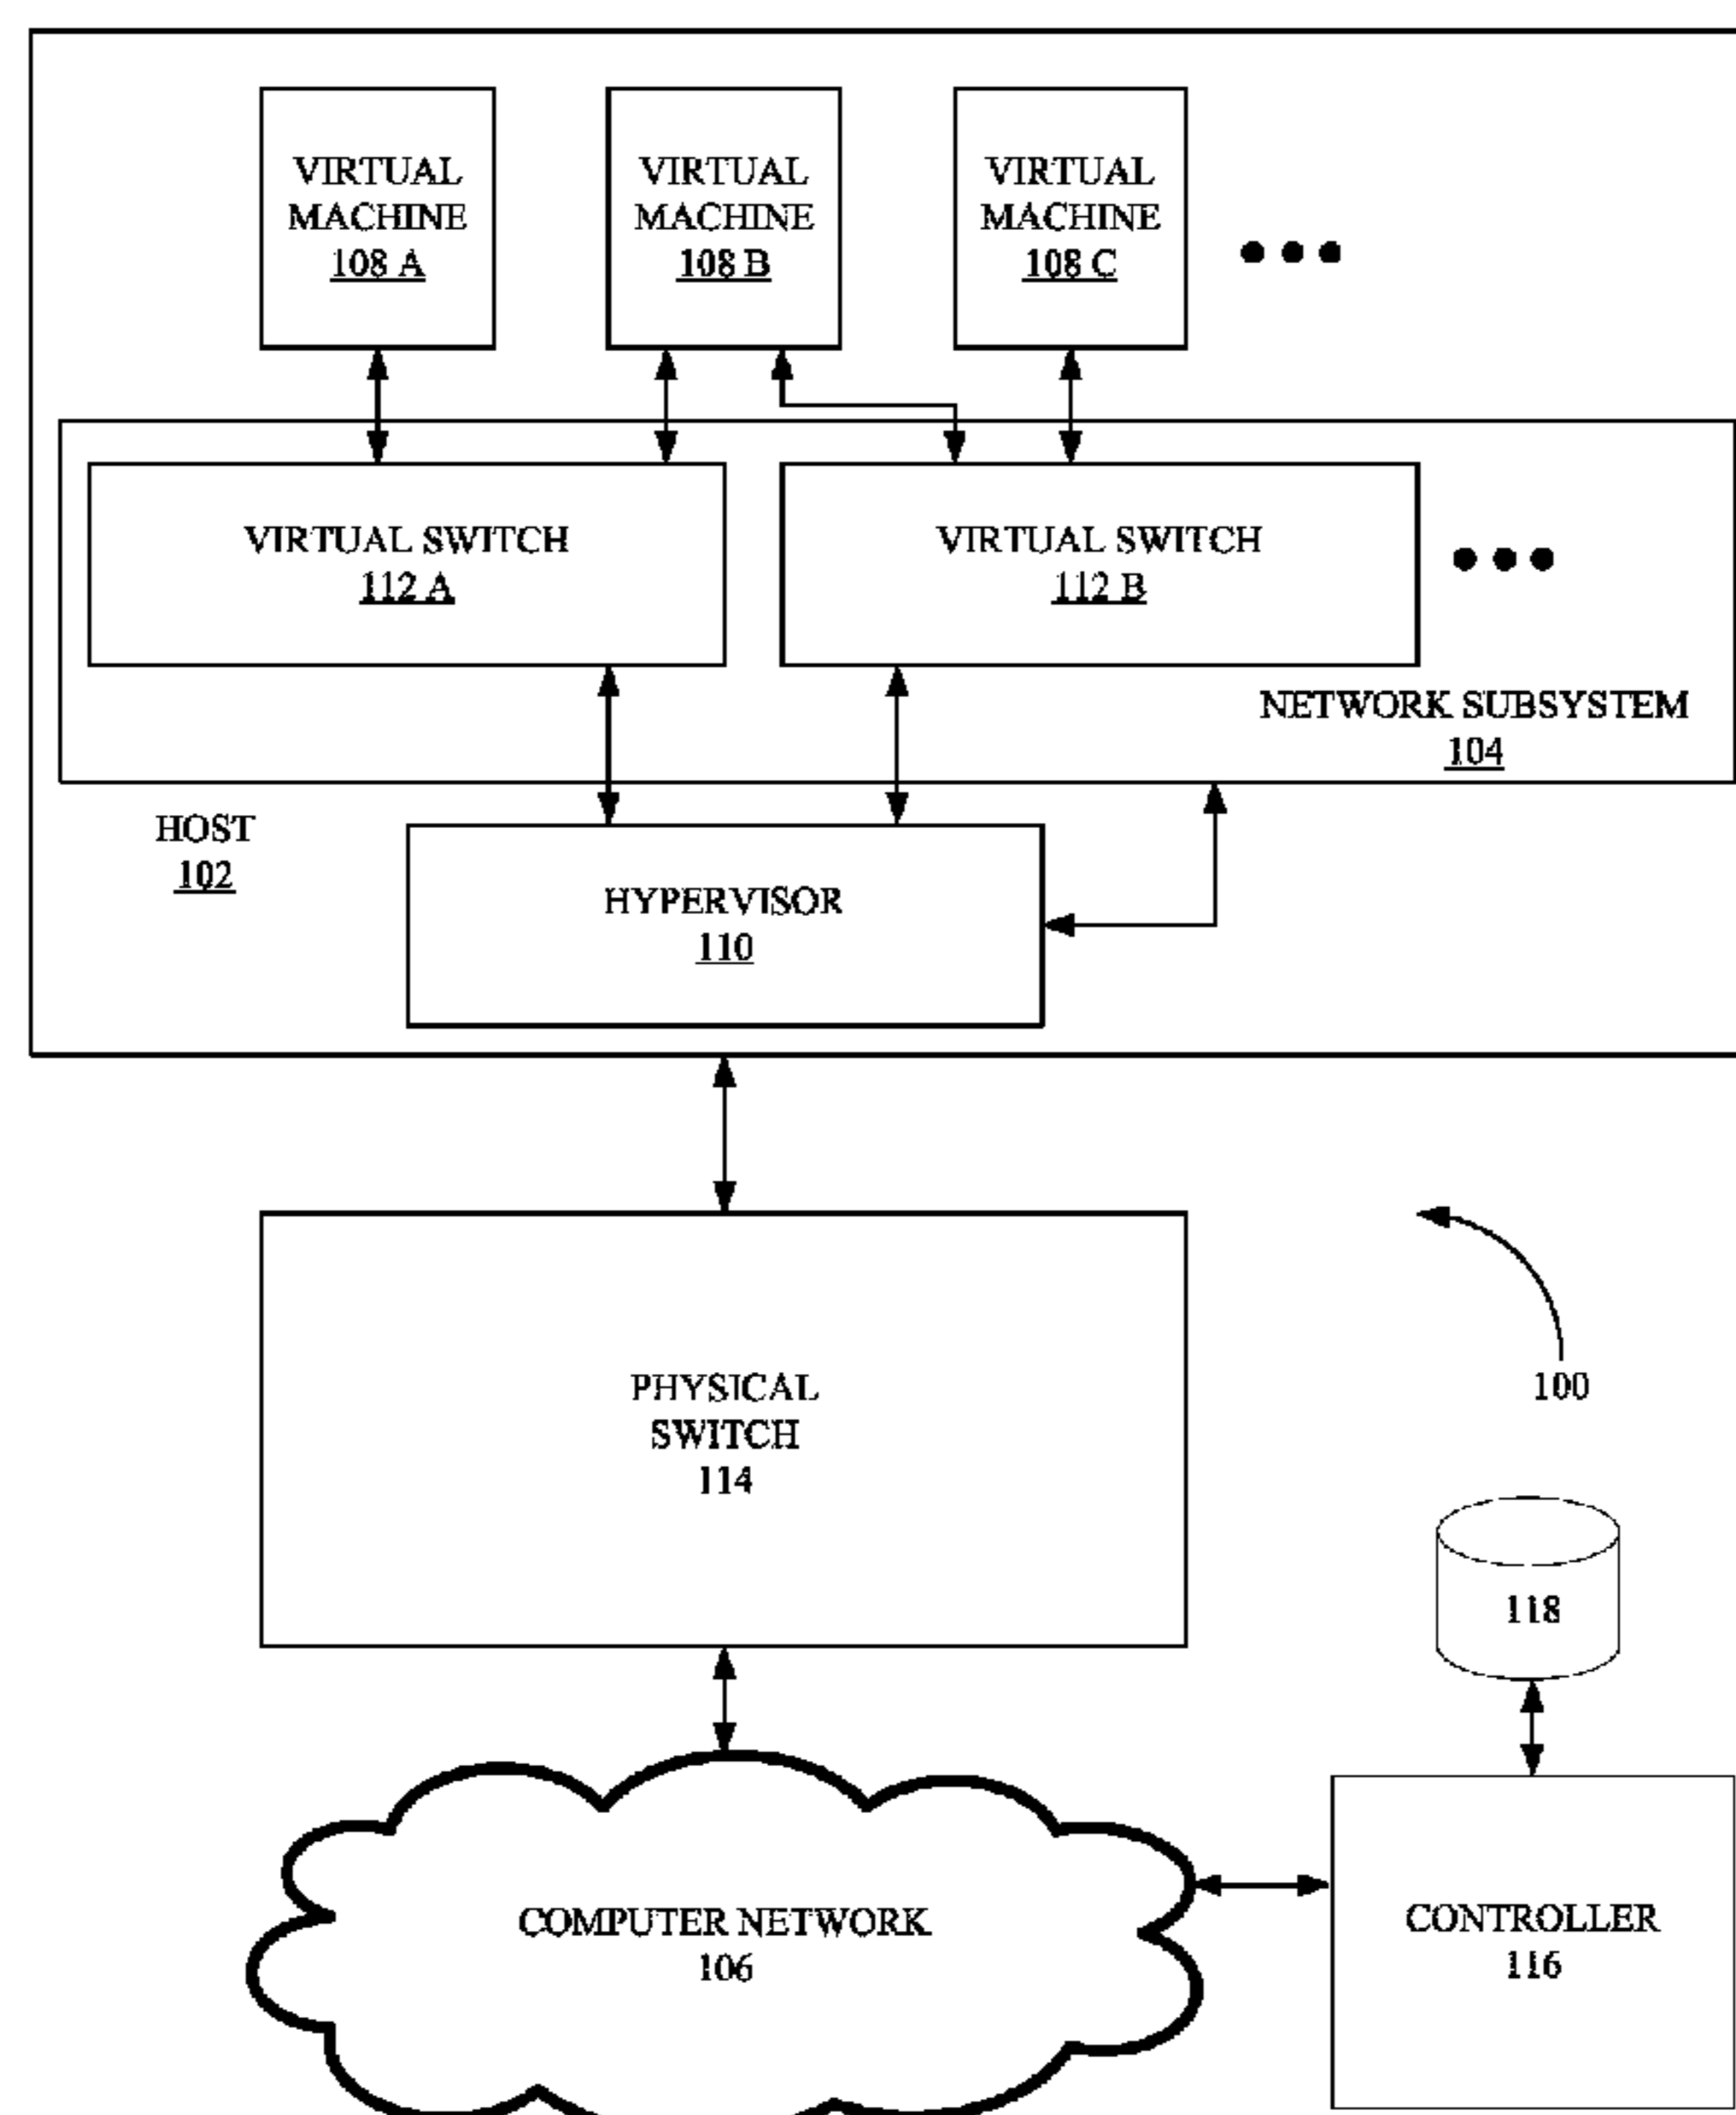 VIRTUAL
MACHINE
108 A
VIRTUAL
MACHINE
108 B
VIRTUAL
MACHINE
108 C
VIRTUAL SWITCH
112 A
VIRTUAL SWITCH
112 B
NETWORK SUBSYSTEM
104
HOST
102
HYPERVISOR
110
PHYSICAL
SWITCH
114
100
118
COMPUTER NETWORK
106
CONTROLLER
116